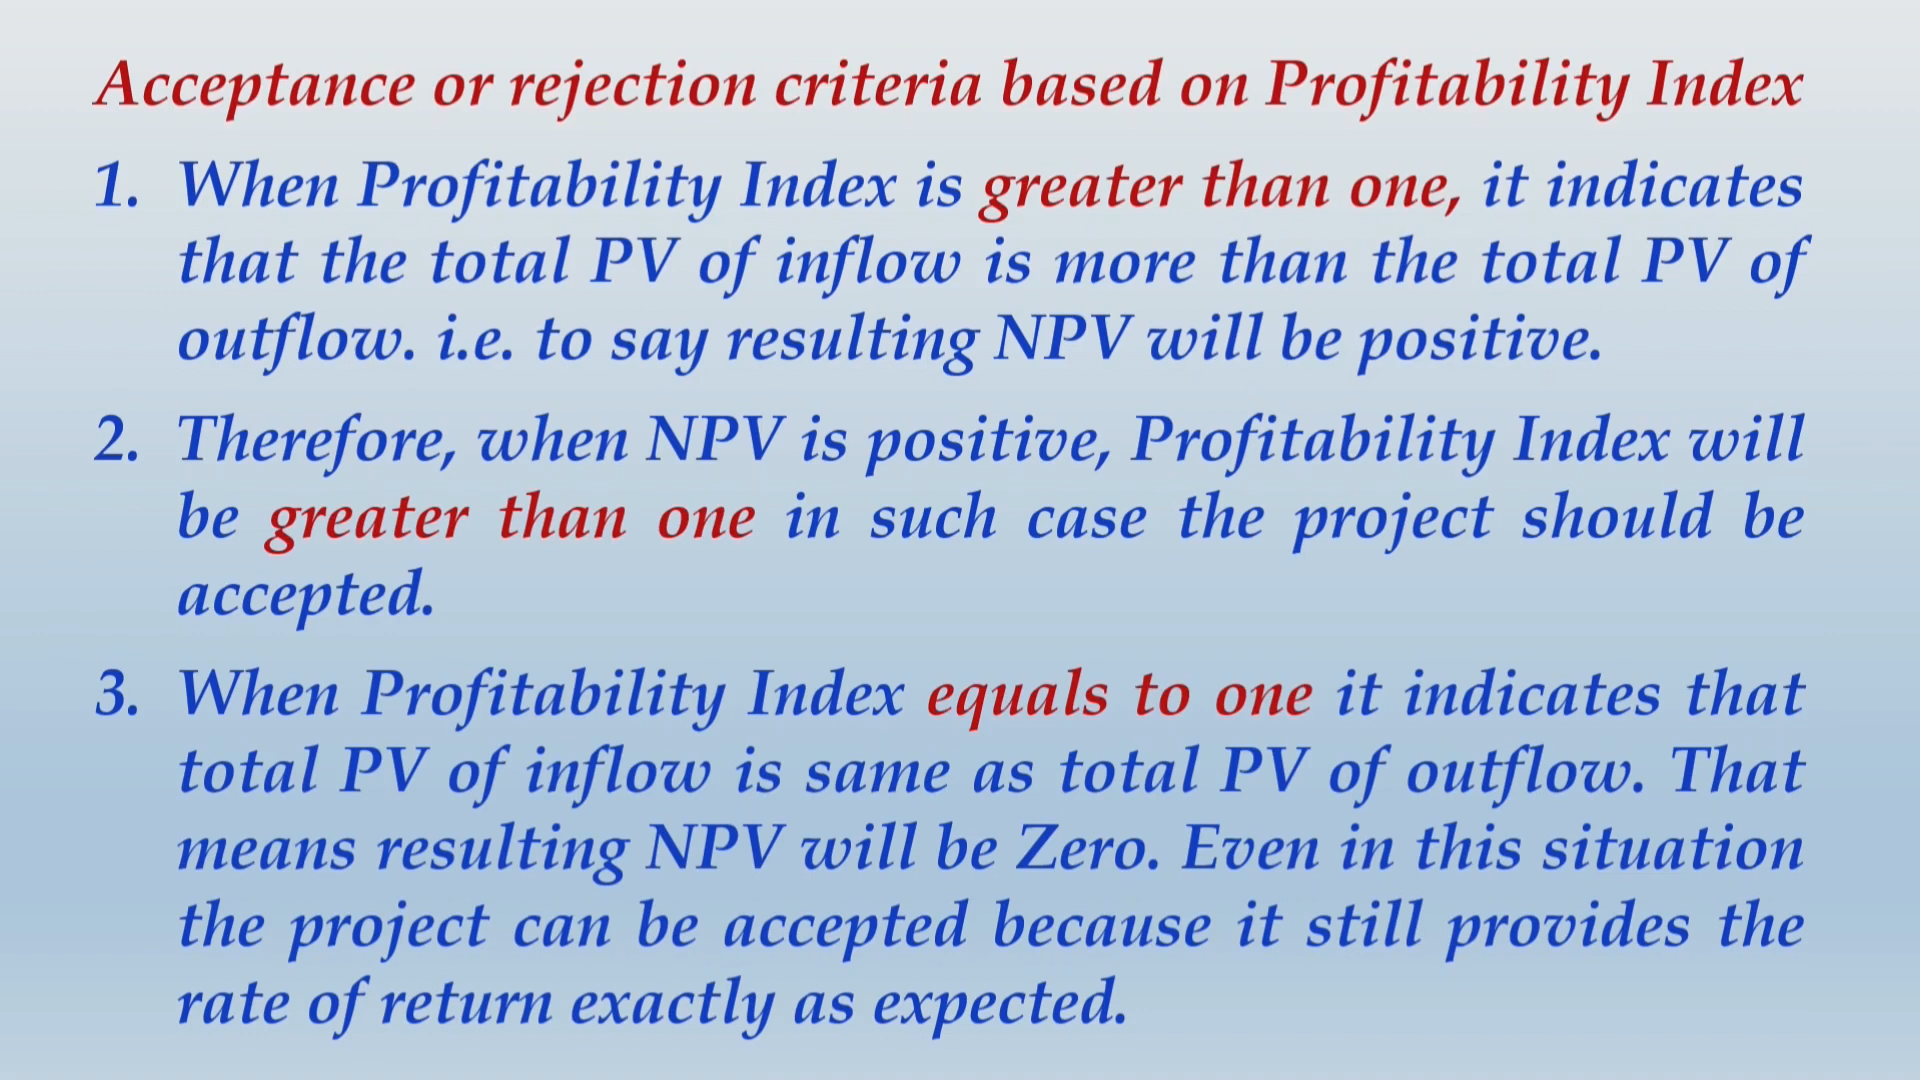 Acceptance or rejection criteria based on Profitability Index
1. When Profitability Index is greater than one, it indicates
that the total PV of inflow is more than the total PV of
outflow. i.e. to say resulting NPV will be positive.
2. Therefore, when NPV is positive, Profitability Index will
be greater than one in such case the project should be
accepted.
3. When Profitability Index equals to one it indicates that
total PV of inflow is same as total PV of outflow. That
means resulting NPV will be Zero. Even in this situation
the project can be accepted because it still provides the
rate of return exactly as expected.